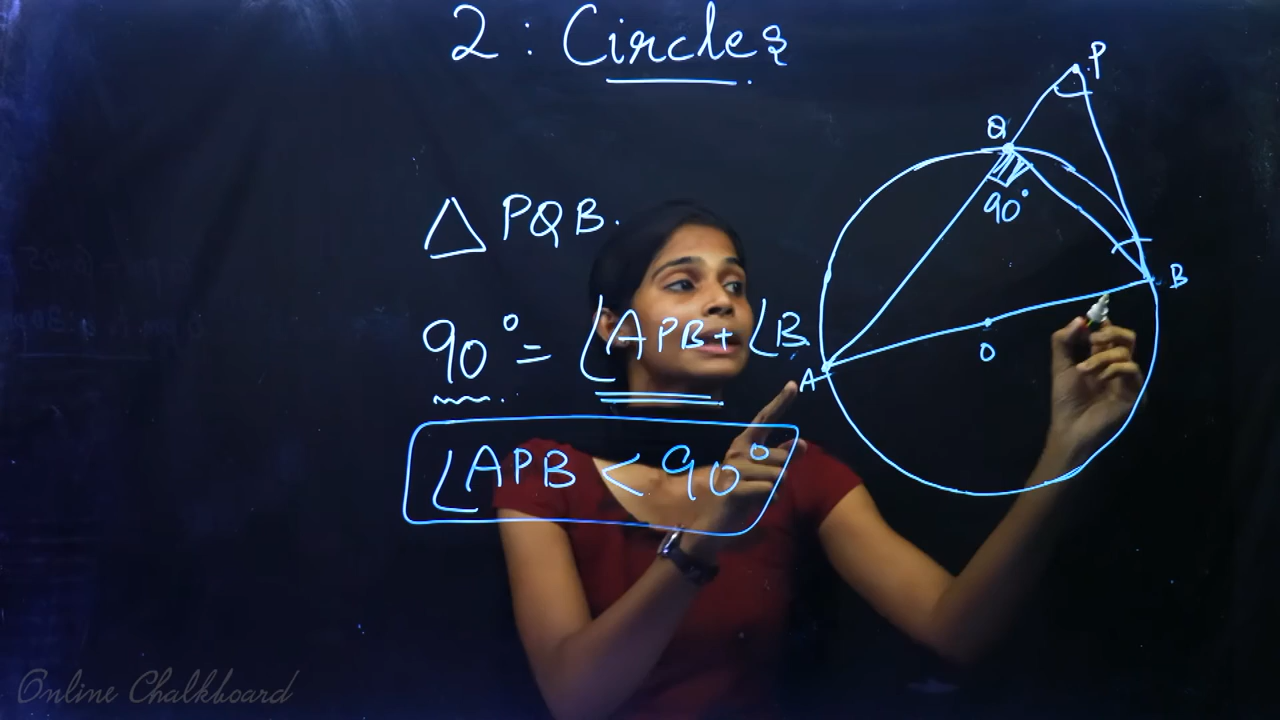 2 : Circles
P
Q
90°
△ PQB.
B
90° = ∠APB + ∠B.
O
A
∠APB < 90°
Online Chalkboard